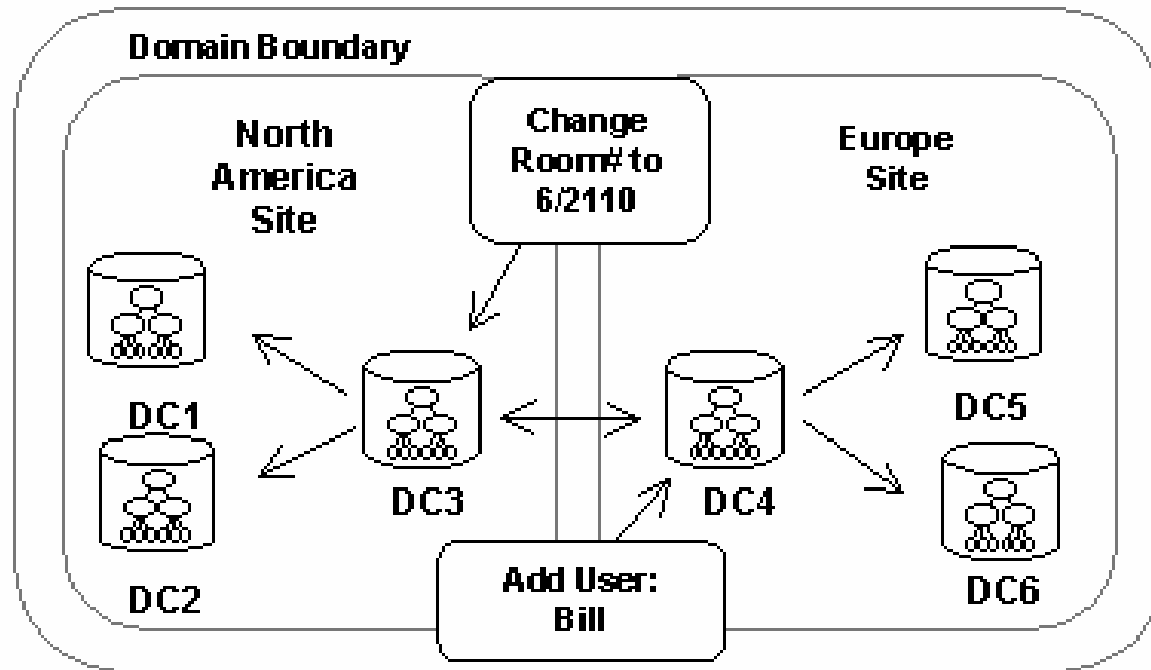 Domain Boundary
North
America
Site
Change
Room# to
6/2110
Europe
Site
DC1
DC2
DC3
DC4
DC5
DC6
Add User:
Bill